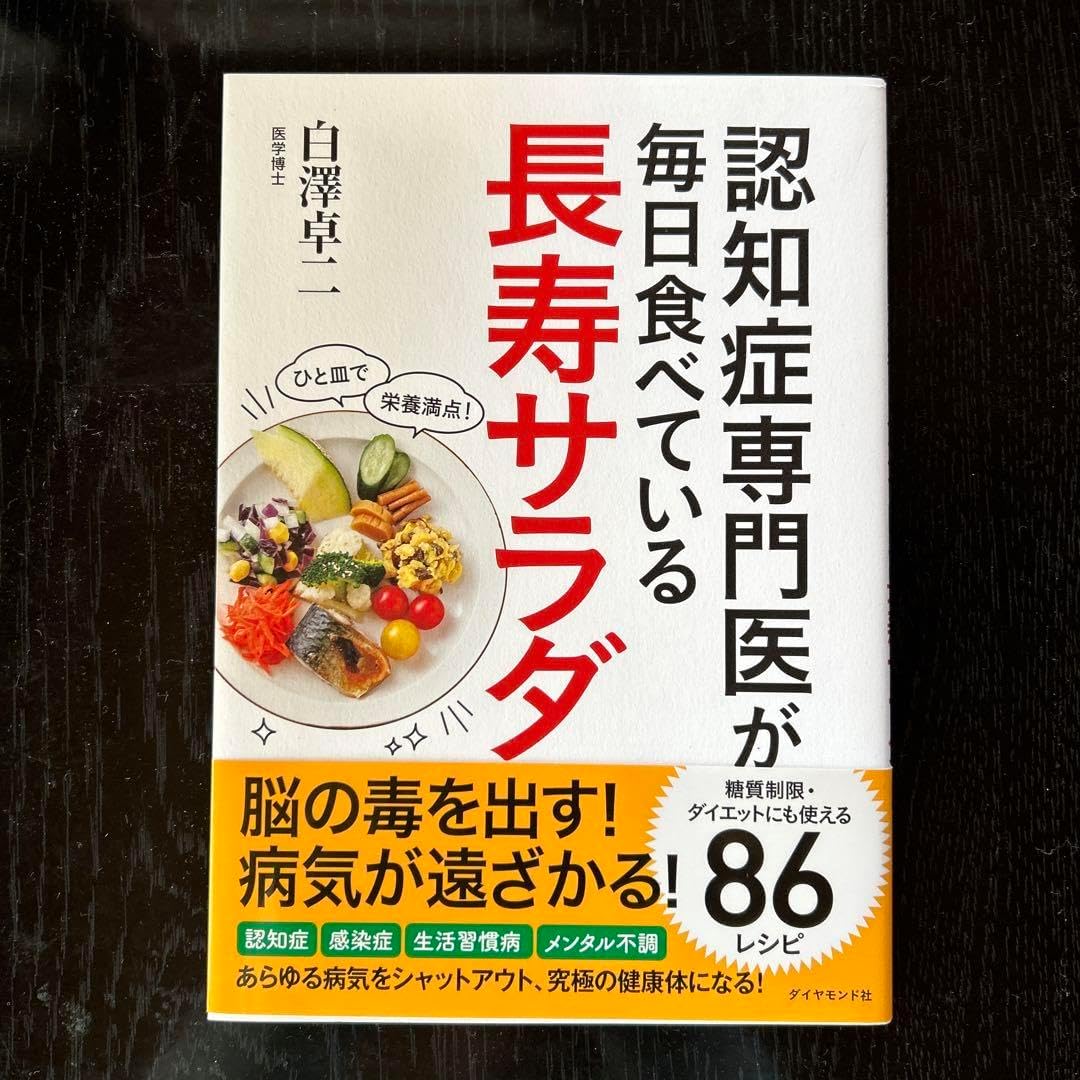 認知症専門医が
毎日食べている
長寿サラダ
白澤卓二
医学博士
ひと皿で
栄養満点！
脳の毒を出す！
病気が遠ざかる！
認知症
感染症
生活習慣病
メンタル不調
あらゆる病気をシャットアウト、究極の健康体になる！
糖質制限・
ダイエットにも使える
86
レシピ
ダイヤモンド社